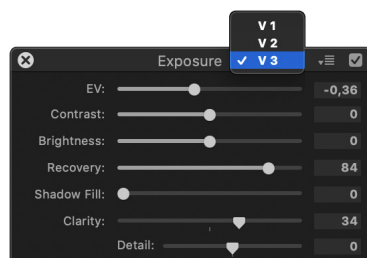 V 1
V 2
✓ V 3
Exposure
EV: -0,36
Contrast: 0
Brightness: 0
Recovery: 84
Shadow Fill: 0
Clarity: 34
Detail: 0